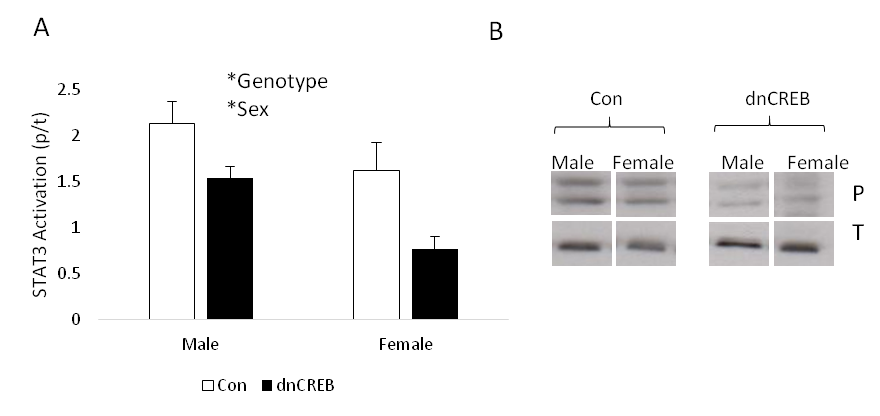 A
*Genotype
*Sex
STAT3 Activation (p/t)
2.5
2
1.5
1
0.5
0
Male Female
Con dnCREB
B
Con dnCREB
Male Female Male Female
P
T